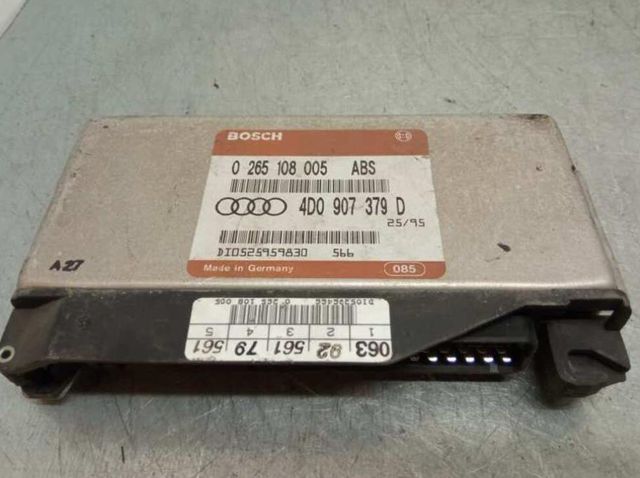 BOSCH
0 265 108 005 ABS
4D0 907 379 D
25/95
DI0525959830 566
Made in Germany 085
A27
1 2 3 4 5
063 92 561 79 561